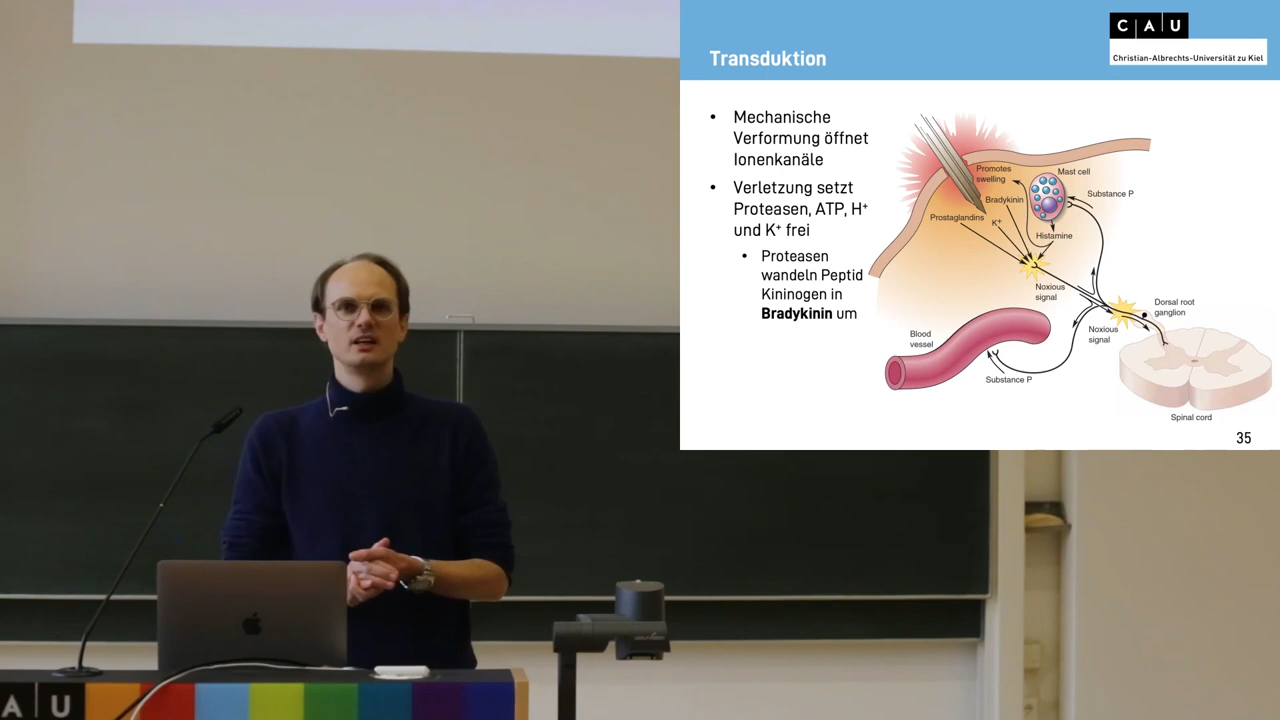 Transduktion
CAU
Christian-Albrechts-Universität zu Kiel
• Mechanische
Verformung öffnet
Ionenkanäle
• Verletzung setzt
Proteasen, ATP, H⁺
und K⁺ frei
• Proteasen
wandeln Peptid
Kininogen in
Bradykinin um
Promotes
swelling
Mast cell
Substance P
Bradykinin
Prostaglandins
K⁺
Histamine
Noxious
signal
Dorsal root
ganglion
Noxious
signal
Blood
vessel
Substance P
Spinal cord
35
AU